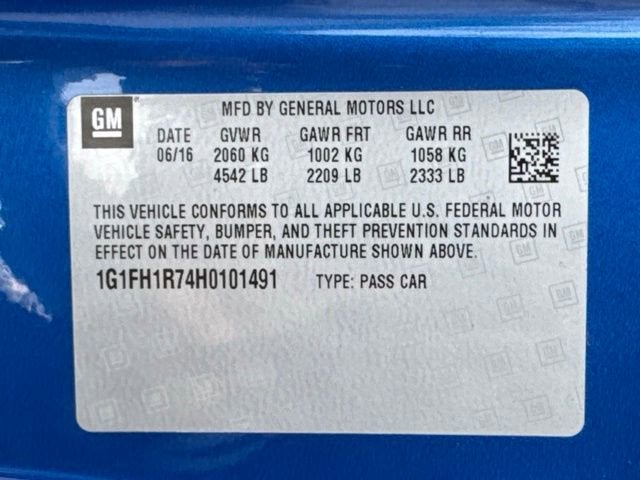 GM
MFD BY GENERAL MOTORS LLC
DATE GVWR GAWR FRT GAWR RR
06/16 2060 KG 1002 KG 1058 KG
4542 LB 2209 LB 2333 LB
THIS VEHICLE CONFORMS TO ALL APPLICABLE U.S. FEDERAL MOTOR
VEHICLE SAFETY, BUMPER, AND THEFT PREVENTION STANDARDS IN
EFFECT ON THE DATE OF MANUFACTURE SHOWN ABOVE.
1G1FH1R74H0101491 TYPE: PASS CAR